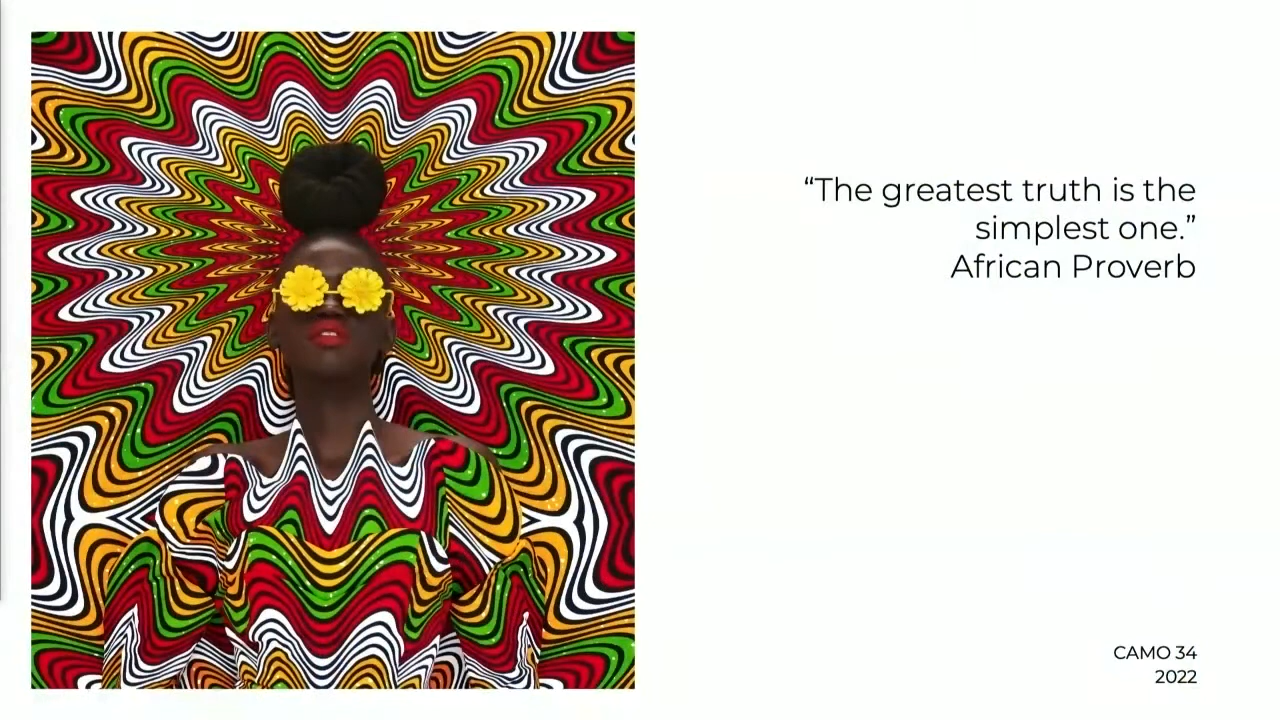 “The greatest truth is the
simplest one.”
African Proverb
CAMO 34
2022